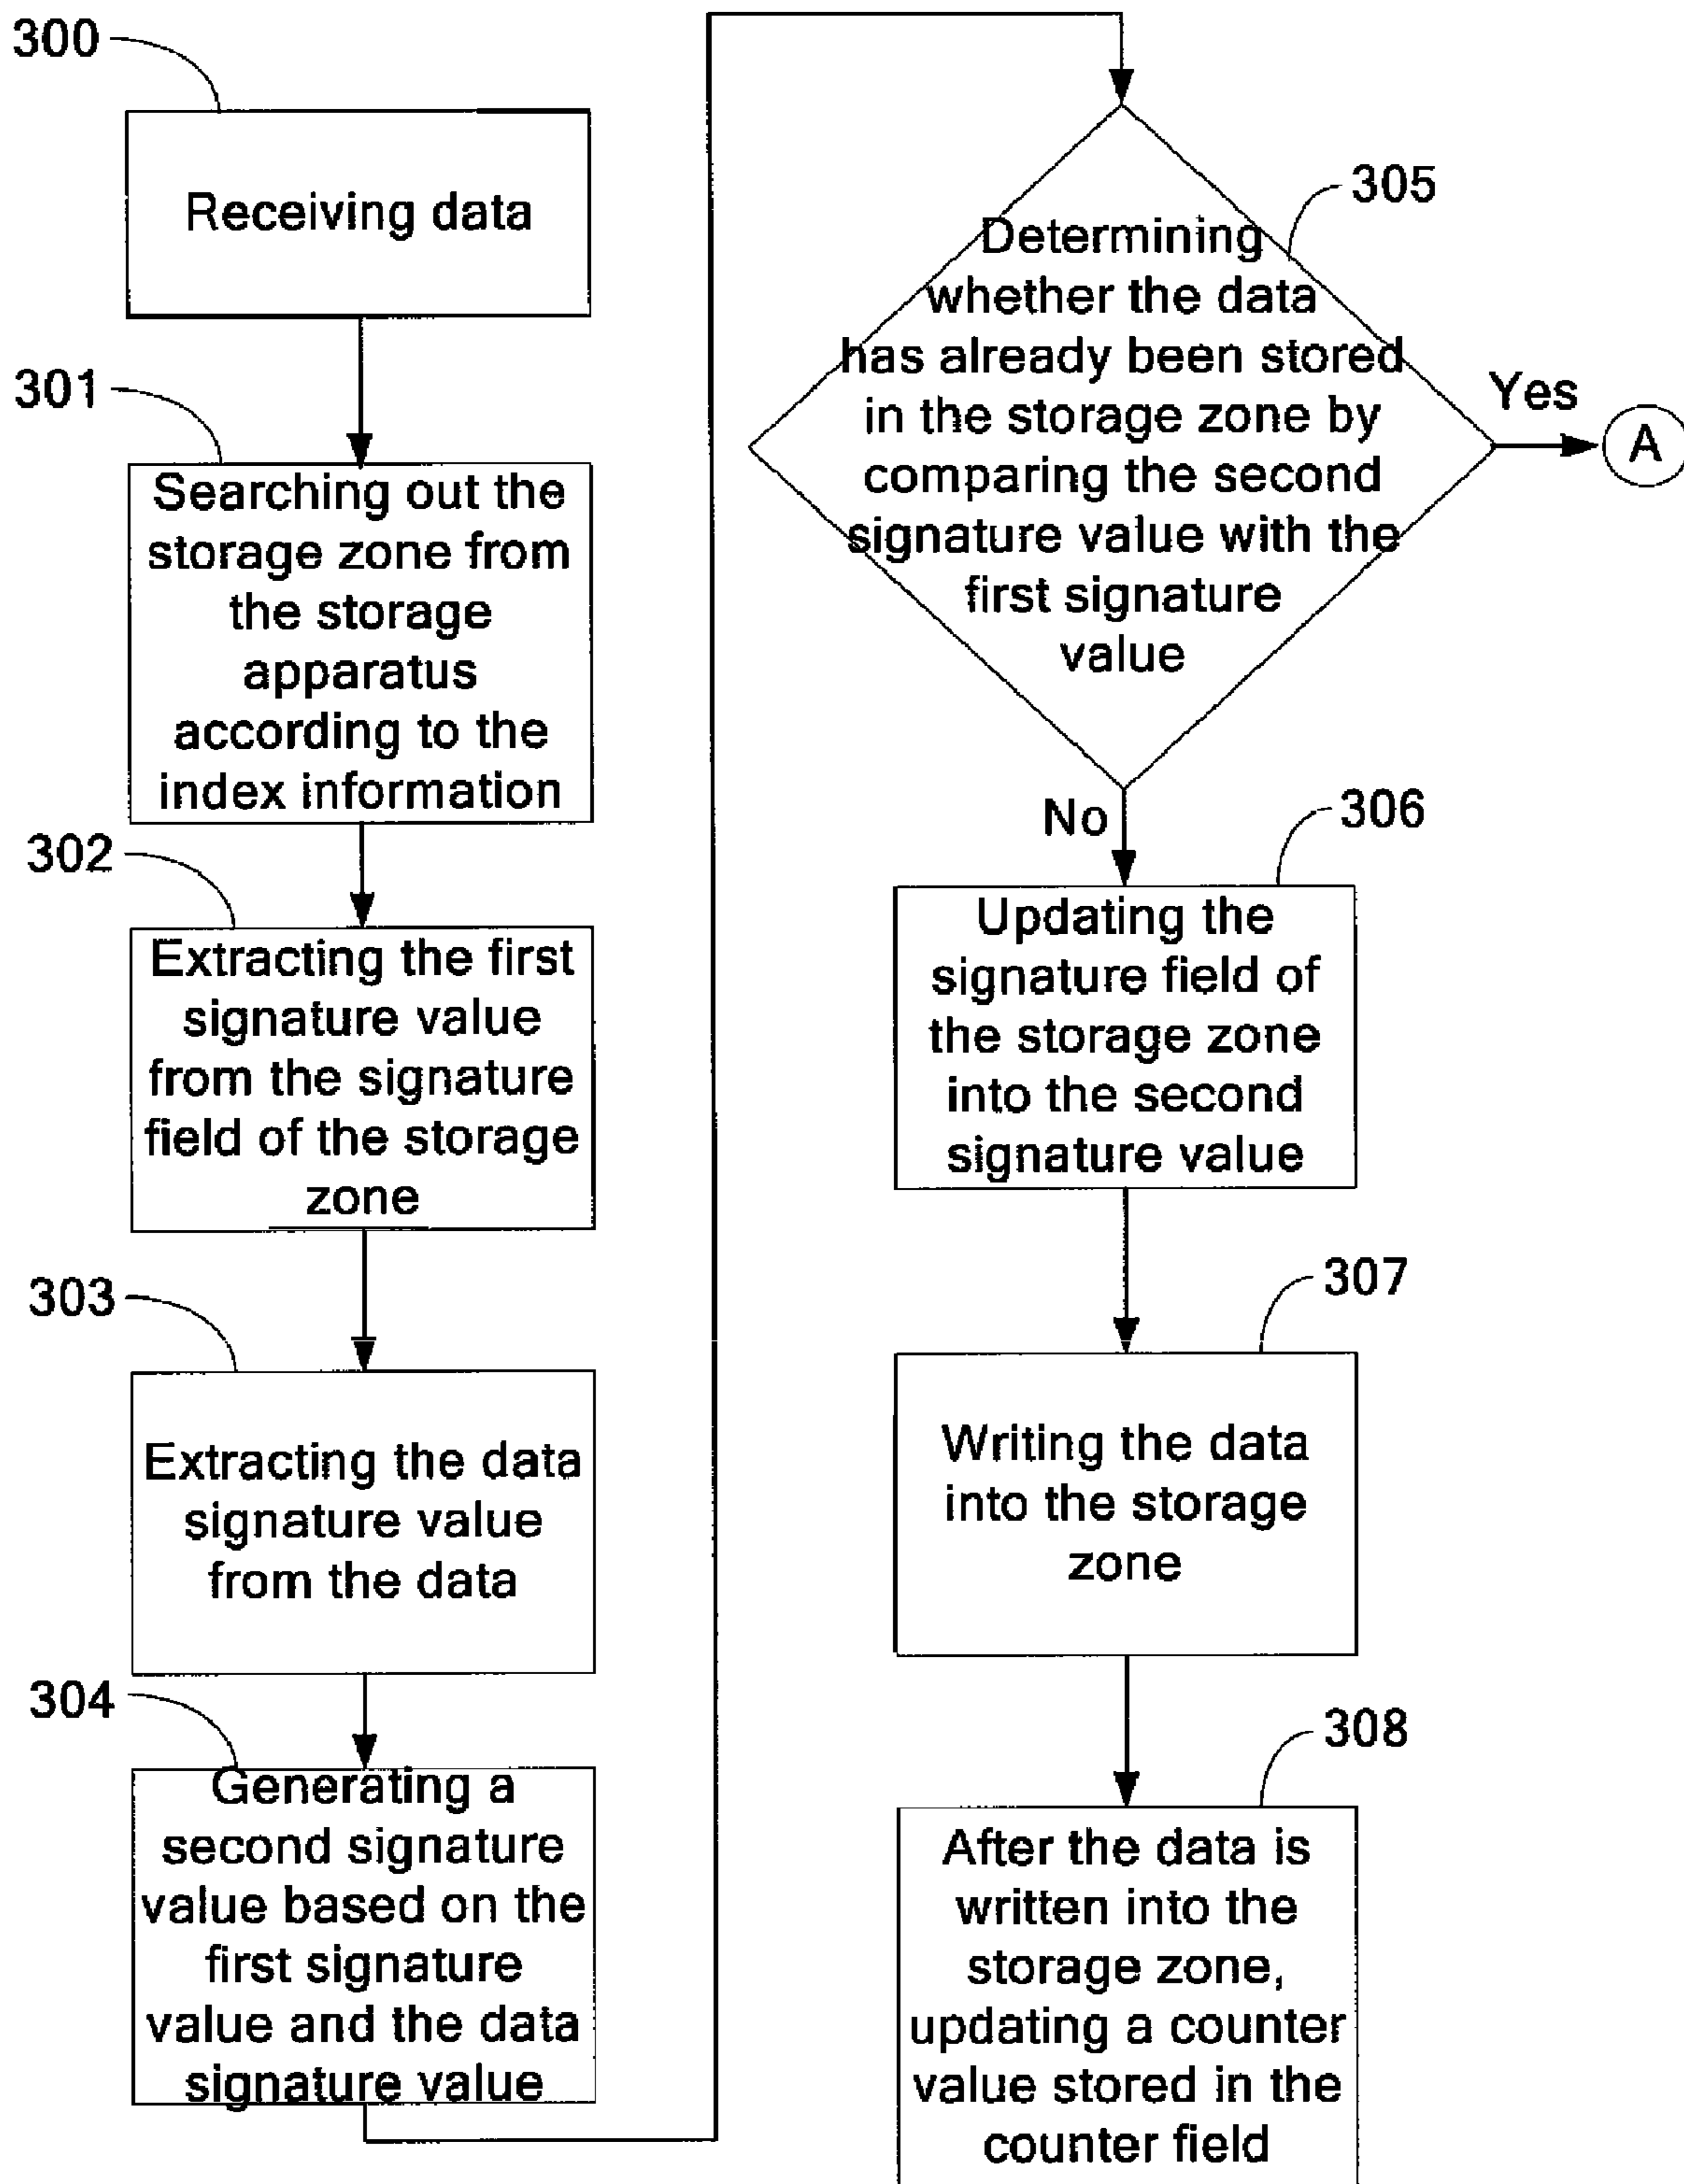 300
Receiving data
301
Searching out the
storage zone from
the storage
apparatus
according to the
index information
302
Extracting the first
signature value
from the signature
field of the storage
zone
303
Extracting the data
signature value
from the data
304
Generating a
second signature
value based on the
first signature
value and the data
signature value
305
Determining
whether the data
has already been stored
in the storage zone by
comparing the second
signature value with the
first signature
value
Yes
A
No
306
Updating the
signature field of
the storage zone
into the second
signature value
307
Writing the data
into the storage
zone
308
After the data is
written into the
storage zone,
updating a counter
value stored in the
counter field